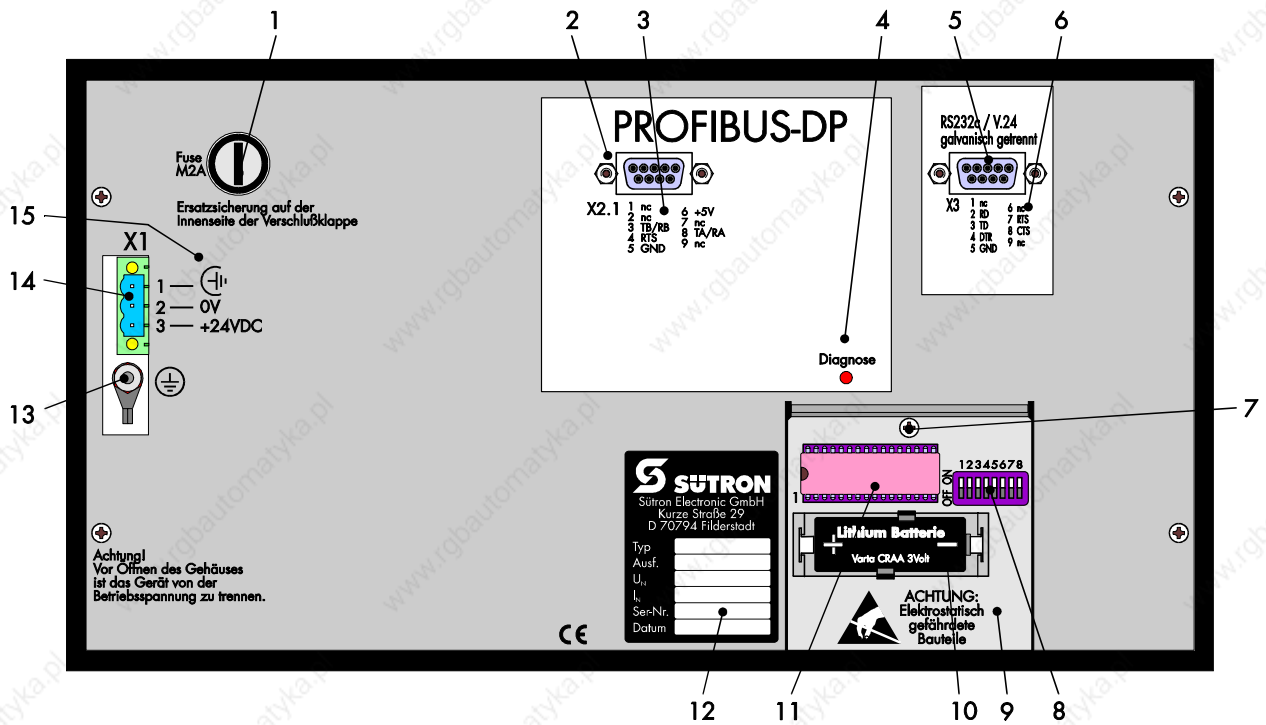 1
2
3
4
5
6
PROFIBUS-DP
RS232c / V.24
galvanisch getrennt
Fuse
M2A
Ersatzsicherung auf der
Innenseite der Verschlußklappe
X2.1
1 nc
2 nc
3 TB/RB
4 RTS
5 GND
6 +5V
7 nc
8 TA/RA
9 nc
X3
1 nc
2 RD
3 TD
4 DTR
5 GND
6 nc
7 RTS
8 CTS
9 nc
15
X1
14
1
2 0V
3 +24VDC
Diagnose
13
7
SÜTRON
Sütron Electronic GmbH
Kurze Straße 29
D 70794 Filderstadt
Typ
Ausf.
UN
IN
Ser-Nr.
Datum
1
12345678
OFF ON
Lithium Batterie
+ −
Varta CRAA 3Volt
Achtung!
Vor Öffnen des Gehäuses
ist das Gerät von der
Betriebsspannung zu trennen.
CE
ACHTUNG:
Elektrostatisch
gefährdete
Bauteile
12
11
10
9
8
www.rgbautomatyka.pl